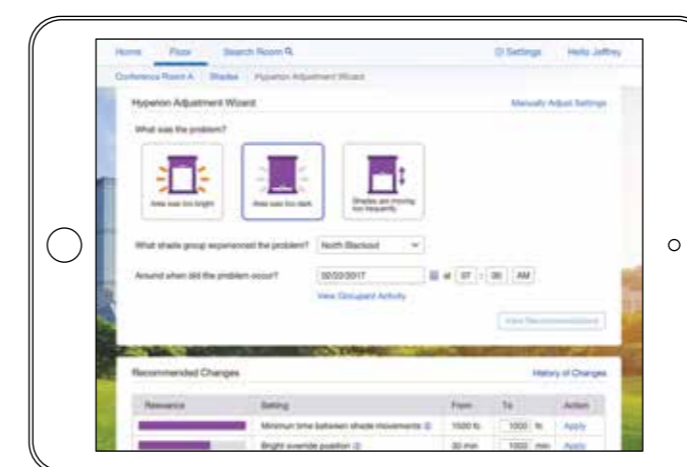 Home Floor Search Room Settings Hello Jeffrey
Conference Room A Shades Hyperion Adjustment Wizard
Hyperion Adjustment Wizard Manually Adjust Settings
What was the problem?
Area was too bright Area was too dark Shades are moving
too frequently
What shade group experienced the problem? North Blackout
Around when did the problem occur? 02/22/2017 at 07 : 00 AM
View Occupant Activity
View Recommendations
Recommended Changes History of Changes
Relevance Setting From To Action
Minimum time between shade movements 1500 fc 1000 fc Apply
Bright override position 30 min 1000 min Apply